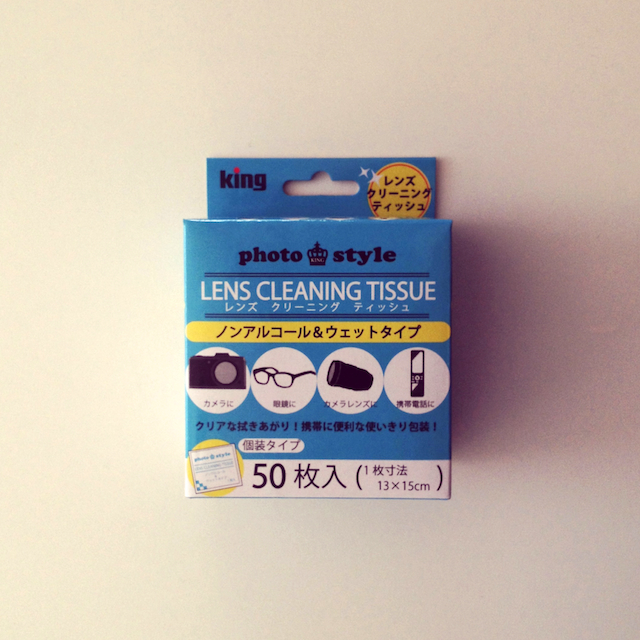 king
レンズ
クリーニング
ティッシュ
photo KING style
LENS CLEANING TISSUE
レンズ クリーニング ティッシュ
ノンアルコール&ウェットタイプ
カメラに 眼鏡に カメラレンズに 携帯電話に
クリアな拭きあがり!携帯に便利な使いきり包装!
個装タイプ
photo style
50枚入(1枚寸法 13×15cm)